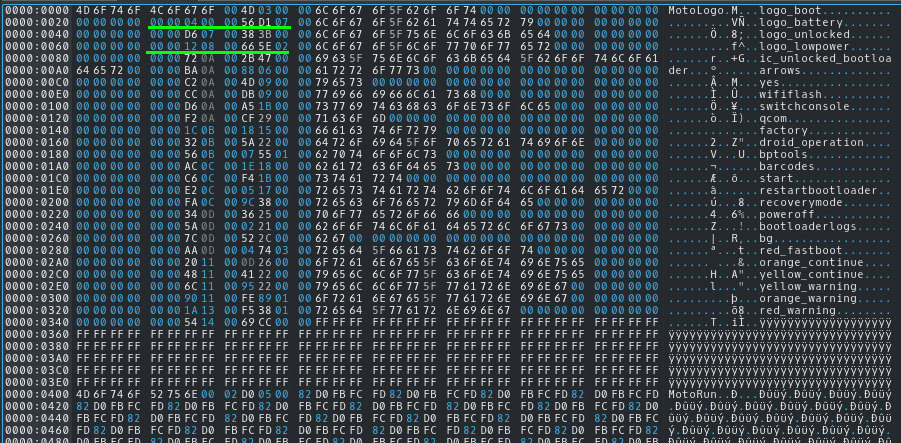 0000:0000 4D 6F 74 6F 4C 6F 67 6F 00 4D 03 00 00 6C 6F 67 6F 5F 62 6F 6F 74 00 00 00 00 00 00 00 00 00 00 MotoLogo.M...logo_boot..........
0000:0020 00 00 00 00 00 00 04 00 00 56 D1 07 00 6C 6F 67 6F 5F 62 61 74 74 65 72 79 00 00 00 00 00 00 00 .........VÑ..logo_battery.......
0000:0040 00 00 00 00 00 00 D6 07 00 38 3B 00 00 6C 6F 67 6F 5F 75 6E 6C 6F 63 6B 65 64 00 00 00 00 00 00 ......Ö..8;..logo_unlocked......
0000:0060 00 00 00 00 00 00 12 08 00 66 5E 02 00 6C 6F 67 6F 5F 6C 6F 77 70 6F 77 65 72 00 00 00 00 00 00 .........f^..logo_lowpower......
0000:0080 00 00 00 00 00 00 72 0A 00 2B 47 00 00 69 63 5F 75 6E 6C 6F 63 6B 65 64 5F 62 6F 6F 74 6C 6F 61 ......r..+G..ic_unlocked_bootloa
0000:00A0 64 65 72 00 00 00 BA 0A 00 88 06 00 00 61 72 72 6F 77 73 00 00 00 00 00 00 00 00 00 00 00 00 00 der...º......arrows.............
0000:00C0 00 00 00 00 00 00 C2 0A 00 4D 09 00 00 79 65 73 00 00 00 00 00 00 00 00 00 00 00 00 00 00 00 00 ......Â..M...yes................
0000:00E0 00 00 00 00 00 00 CC 0A 00 DB 09 00 00 77 69 66 69 66 6C 61 73 68 00 00 00 00 00 00 00 00 00 00 ......Ì..Û...wififlash..........
0000:0100 00 00 00 00 00 00 D6 0A 00 A5 1B 00 00 73 77 69 74 63 68 63 6F 6E 73 6F 6C 65 00 00 00 00 00 00 ......Ö..¥...switchconsole......
0000:0120 00 00 00 00 00 00 F2 0A 00 CF 29 00 00 71 63 6F 6D 00 00 00 00 00 00 00 00 00 00 00 00 00 00 00 ......ò..Ï)..qcom...............
0000:0140 00 00 00 00 00 00 1C 0B 00 18 15 00 00 66 61 63 74 6F 72 79 00 00 00 00 00 00 00 00 00 00 00 00 .............factory............
0000:0160 00 00 00 00 00 00 32 0B 00 5A 22 00 00 64 72 6F 69 64 5F 6F 70 65 72 61 74 69 6F 6E 00 00 00 00 ......2..Z"..droid_operation....
0000:0180 00 00 00 00 00 00 56 0B 00 07 55 01 00 62 70 74 6F 6F 6C 73 00 00 00 00 00 00 00 00 00 00 00 00 ......V...U..bptools............
0000:01A0 00 00 00 00 00 00 AC 0C 00 1E 18 00 00 62 61 72 63 6F 64 65 73 00 00 00 00 00 00 00 00 00 00 00 ......¬......barcodes...........
0000:01C0 00 00 00 00 00 00 C6 0C 00 F4 1B 00 00 73 74 61 72 74 00 00 00 00 00 00 00 00 00 00 00 00 00 00 ......Æ..ô...start..............
0000:01E0 00 00 00 00 00 00 E2 0C 00 05 17 00 00 72 65 73 74 61 72 74 62 6F 6F 74 6C 6F 61 64 65 72 00 00 ......â......restartbootloader..
0000:0200 00 00 00 00 00 00 FA 0C 00 9C 38 00 00 72 65 63 6F 76 65 72 79 6D 6F 64 65 00 00 00 00 00 00 00 ......ú...8..recoverymode.......
0000:0220 00 00 00 00 00 00 34 0D 00 36 25 00 00 70 6F 77 65 72 6F 66 66 00 00 00 00 00 00 00 00 00 00 00 ......4..6%..poweroff...........
0000:0240 00 00 00 00 00 00 5A 0D 00 02 21 00 00 62 6F 6F 74 6C 6F 61 64 65 72 6C 6F 67 73 00 00 00 00 00 ......Z...!..bootloaderlogs.....
0000:0260 00 00 00 00 00 00 7C 0D 00 52 2C 00 00 62 67 00 00 00 00 00 00 00 00 00 00 00 00 00 00 00 00 00 ......|..R,..bg.................
0000:0280 00 00 00 00 00 00 AA 0D 00 04 74 03 00 72 65 64 5F 66 61 73 74 62 6F 6F 74 00 00 00 00 00 00 00 ......ª...t..red_fastboot.......
0000:02A0 00 00 00 00 00 00 20 11 00 0D 26 00 00 6F 72 61 6E 67 65 5F 63 6F 6E 74 69 6E 75 65 00 00 00 00 ...... ...&..orange_continue....
0000:02C0 00 00 00 00 00 00 48 11 00 41 22 00 00 79 65 6C 6C 6F 77 5F 63 6F 6E 74 69 6E 75 65 00 00 00 00 ......H..A"..yellow_continue....
0000:02E0 00 00 00 00 00 00 6C 11 00 95 22 00 00 79 65 6C 6C 6F 77 5F 77 61 72 6E 69 6E 67 00 00 00 00 00 ......l..."..yellow_warning.....
0000:0300 00 00 00 00 00 00 90 11 00 FE 89 01 00 6F 72 61 6E 67 65 5F 77 61 72 6E 69 6E 67 00 00 00 00 00 .........þ...orange_warning.....
0000:0320 00 00 00 00 00 00 1A 13 00 F5 38 01 00 72 65 64 5F 77 61 72 6E 69 6E 67 00 00 00 00 00 00 00 00 .........õ8..red_warning........
0000:0340 00 00 00 00 00 00 54 14 00 69 CC 00 00 FF FF FF FF FF FF FF FF FF FF FF FF FF FF FF FF FF FF FF ......T..iÌ..ÿÿÿÿÿÿÿÿÿÿÿÿÿÿÿÿÿÿÿ
0000:0360 FF FF FF FF FF FF FF FF FF FF FF FF FF FF FF FF FF FF FF FF FF FF FF FF FF FF FF FF FF FF FF FF ÿÿÿÿÿÿÿÿÿÿÿÿÿÿÿÿÿÿÿÿÿÿÿÿÿÿÿÿÿÿÿÿ
0000:0380 FF FF FF FF FF FF FF FF FF FF FF FF FF FF FF FF FF FF FF FF FF FF FF FF FF FF FF FF FF FF FF FF ÿÿÿÿÿÿÿÿÿÿÿÿÿÿÿÿÿÿÿÿÿÿÿÿÿÿÿÿÿÿÿÿ
0000:03A0 FF FF FF FF FF FF FF FF FF FF FF FF FF FF FF FF FF FF FF FF FF FF FF FF FF FF FF FF FF FF FF FF ÿÿÿÿÿÿÿÿÿÿÿÿÿÿÿÿÿÿÿÿÿÿÿÿÿÿÿÿÿÿÿÿ
0000:03C0 FF FF FF FF FF FF FF FF FF FF FF FF FF FF FF FF FF FF FF FF FF FF FF FF FF FF FF FF FF FF FF FF ÿÿÿÿÿÿÿÿÿÿÿÿÿÿÿÿÿÿÿÿÿÿÿÿÿÿÿÿÿÿÿÿ
0000:03E0 FF FF FF FF FF FF FF FF FF FF FF FF FF FF FF FF FF FF FF FF FF FF FF FF FF FF FF FF FF FF FF FF ÿÿÿÿÿÿÿÿÿÿÿÿÿÿÿÿÿÿÿÿÿÿÿÿÿÿÿÿÿÿÿÿ
0000:0400 4D 6F 74 6F 52 75 6E 00 02 D0 05 00 82 D0 FB FC FD 82 D0 FB FC FD 82 D0 FB FC FD 82 D0 FB FC FD MotoRun..Ð...Ðûüý.Ðûüý.Ðûüý.Ðûüý
0000:0420 82 D0 FB FC FD 82 D0 FB FC FD 82 D0 FB FC FD 82 D0 FB FC FD 82 D0 FB FC FD 82 D0 FB FC FD 82 D0 .Ðûüý.Ðûüý.Ðûüý.Ðûüý.Ðûüý.Ðûüý.Ð
0000:0440 FB FC FD 82 D0 FB FC FD 82 D0 FB FC FD 82 D0 FB FC FD 82 D0 FB FC FD 82 D0 FB FC FD 82 D0 FB FC ûüý.Ðûüý.Ðûüý.Ðûüý.Ðûüý.Ðûüý.Ðûü
0000:0460 FD 82 D0 FB FC FD 82 D0 FB FC FD 82 D0 FB FC FD 82 D0 FB FC FD 82 D0 FB FC FD 82 D0 FB FC FD 82 ý.Ðûüý.Ðûüý.Ðûüý.Ðûüý.Ðûüý.Ðûüý.